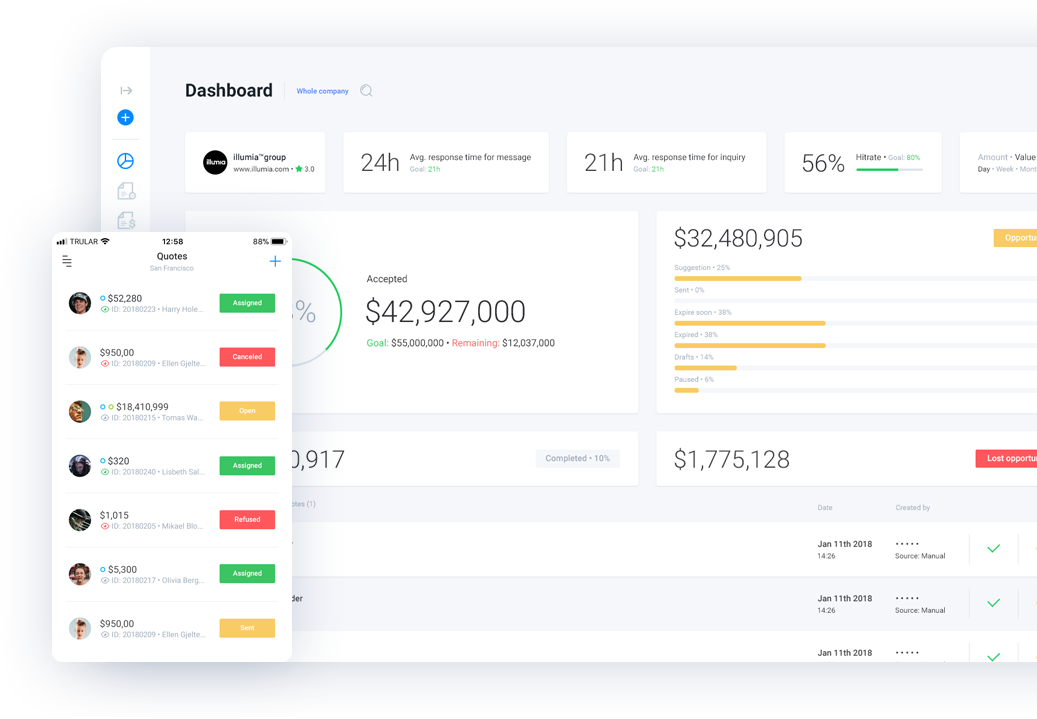 Dashboard
Whole company
illumia
illumia™group
www.illumia.com • ★ 3.0
24h
Avg. response time for message
Goal: 21h
21h
Avg. response time for inquiry
Goal: 21h
56%
Hitrate • Goal: 80%
Amount • Value
Day • Week • Mont
%
Accepted
$42,927,000
Goal: $55,000,000 • Remaining: $12,037,000
$32,480,905
Opportu
Suggestion • 25%
Sent • 0%
Expire soon • 38%
Expired • 38%
Drafts • 14%
Paused • 6%
0,917
Completed • 10%
$1,775,128
Lost opportu
otes (1)
Date
Created by
Jan 11th 2018
14:26
•••••
Source: Manual
der
Jan 11th 2018
14:26
•••••
Source: Manual
Jan 11th 2018
•••••
TRULAR
12:58
88%
Quotes
San Francisco
$52,280
ID: 20180223 • Harry Hole...
Assigned
$950,00
ID: 20180209 • Ellen Gjelte...
Canceled
$18,410,999
ID: 20180215 • Tomas Wa...
Open
$320
ID: 20180240 • Lisbeth Sal...
Assigned
$1,015
ID: 20180205 • Mikael Blo...
Refused
$5,300
ID: 20180217 • Olivia Berg...
Assigned
$950,00
ID: 20180209 • Ellen Gjelte...
Sent